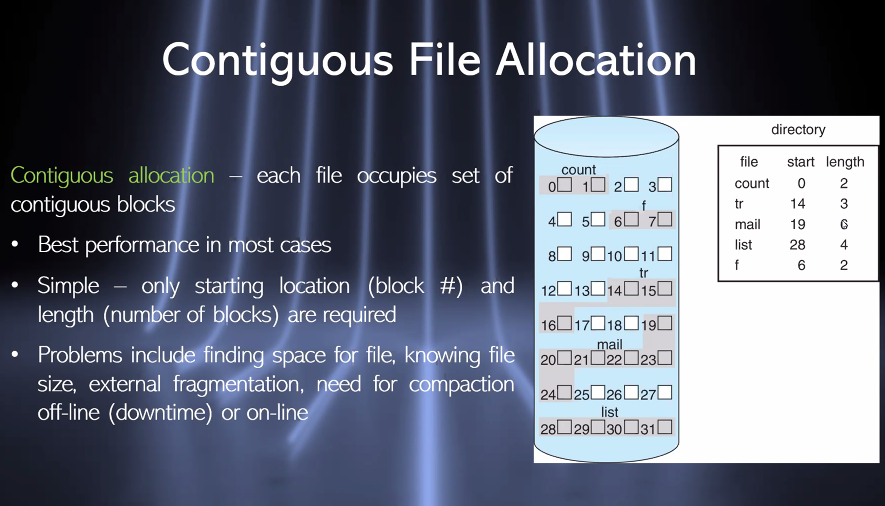 Contiguous File Allocation
Contiguous allocation – each file occupies set of
contiguous blocks
• Best performance in most cases
• Simple – only starting location (block #) and
length (number of blocks) are required
• Problems include finding space for file, knowing file
size, external fragmentation, need for compaction
off-line (downtime) or on-line
count
0 1 2 3
f
4 5 6 7
8 9 10 11
tr
12 13 14 15
16 17 18 19
mail
20 21 22 23
24 25 26 27
list
28 29 30 31
directory
file start length
count 0 2
tr 14 3
mail 19 6
list 28 4
f 6 2